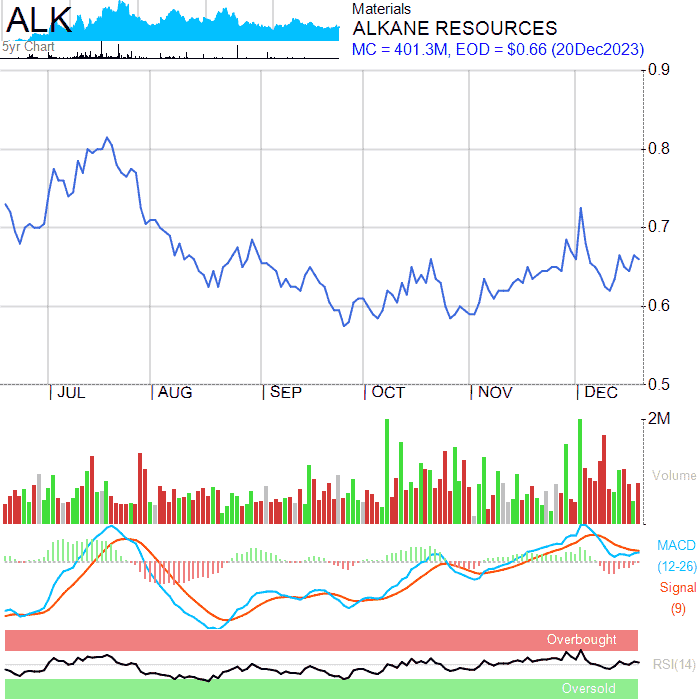 ALK
5yr Chart
Materials
ALKANE RESOURCES
MC = 401.3M, EOD = $0.66 (20Dec2023)
0.9
0.8
0.7
0.6
0.5
JUL AUG SEP OCT NOV DEC
2M
Volume
MACD
(12-26)
Signal
(9)
Overbought
RSI(14)
Oversold